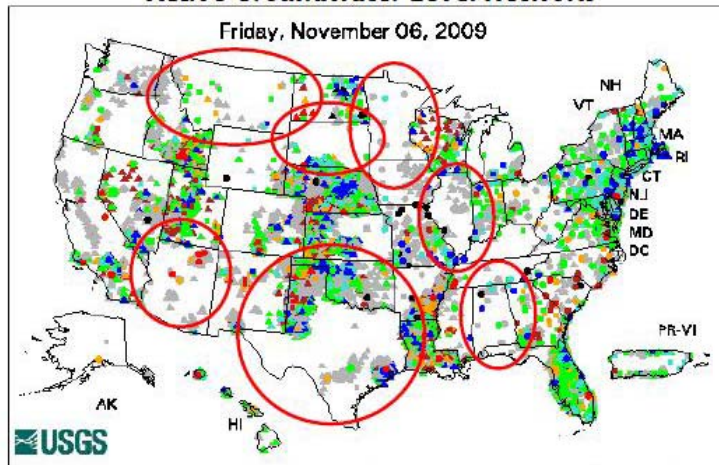 Friday, November 06, 2009
NH
VT
MA
RI
CT
NJ
DE
MD
DC
PR-VI
AK
HI
USGS